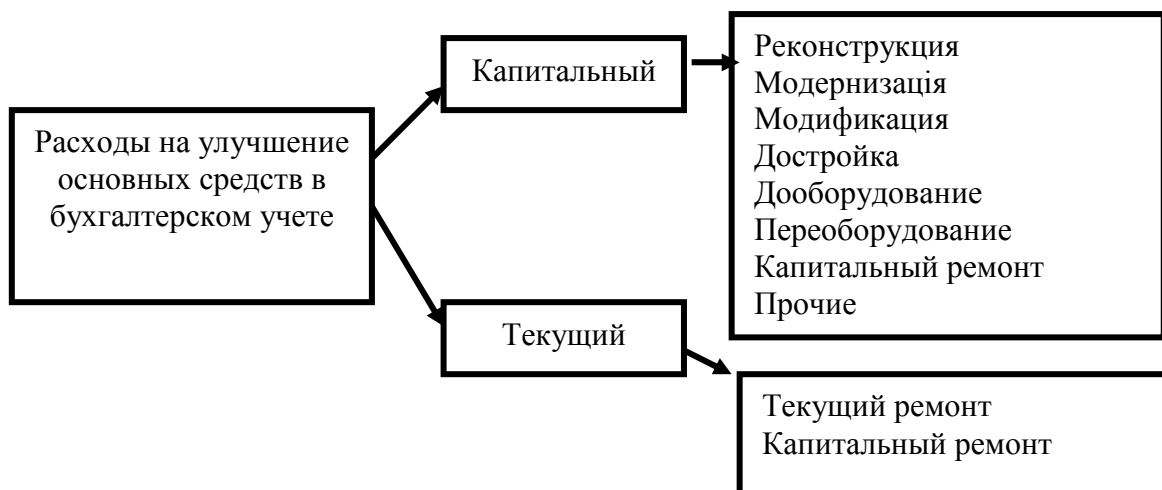 Расходы на улучшение
основных средств в
бухгалтерском учете
Капитальный
Реконструкция
Модернизація
Модификация
Достройка
Дооборудование
Переоборудование
Капитальный ремонт
Прочие
Текущий
Текущий ремонт
Капитальный ремонт